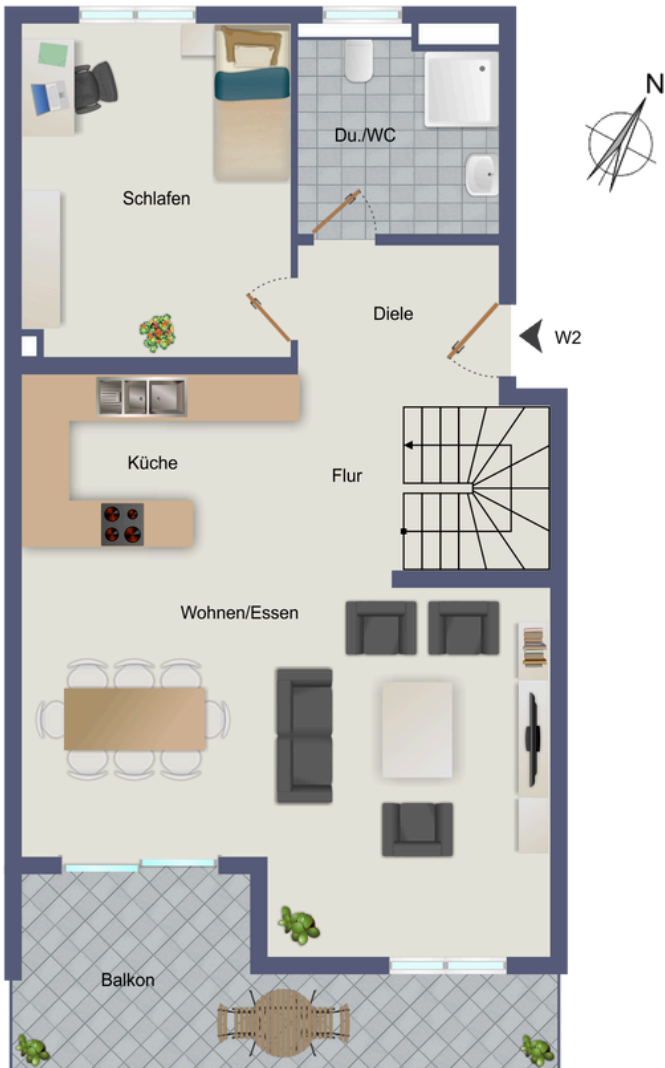 N
Du./WC
Schlafen
Diele
W2
Küche
Flur
Wohnen/Essen
Balkon